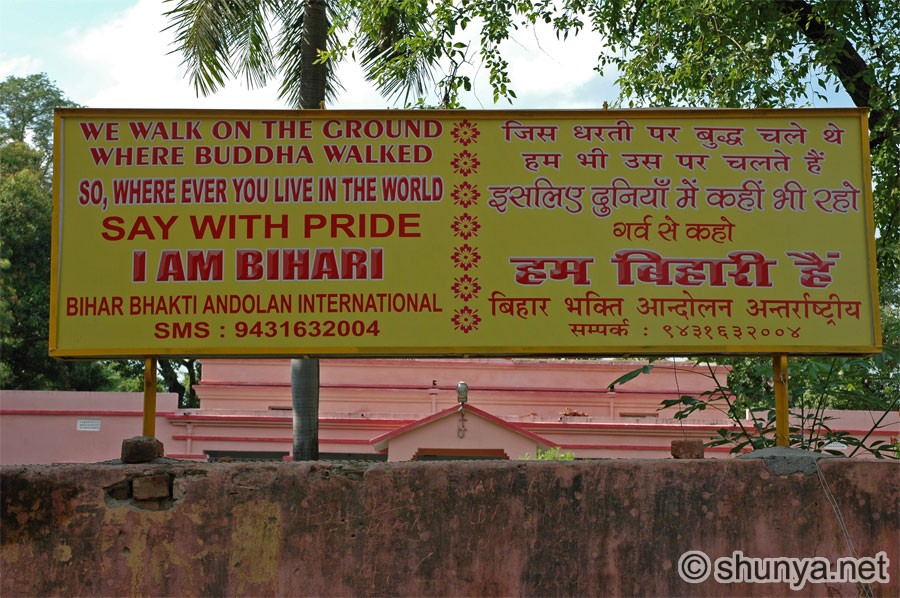 WE WALK ON THE GROUND
WHERE BUDDHA WALKED
SO, WHERE EVER YOU LIVE IN THE WORLD
SAY WITH PRIDE
I AM BIHARI
BIHAR BHAKTI ANDOLAN INTERNATIONAL
SMS : 9431632004
जिस धरती पर बुद्ध चले थे
हम भी उस पर चलते हैं
इसलिए दुनियाँ में कहीं भी रहो
गर्व से कहो
हम बिहारी हैं
बिहार भक्ति आन्दोलन अन्तर्राष्ट्रीय
सम्पर्क : ९४३१६३२००४
© shunya.net